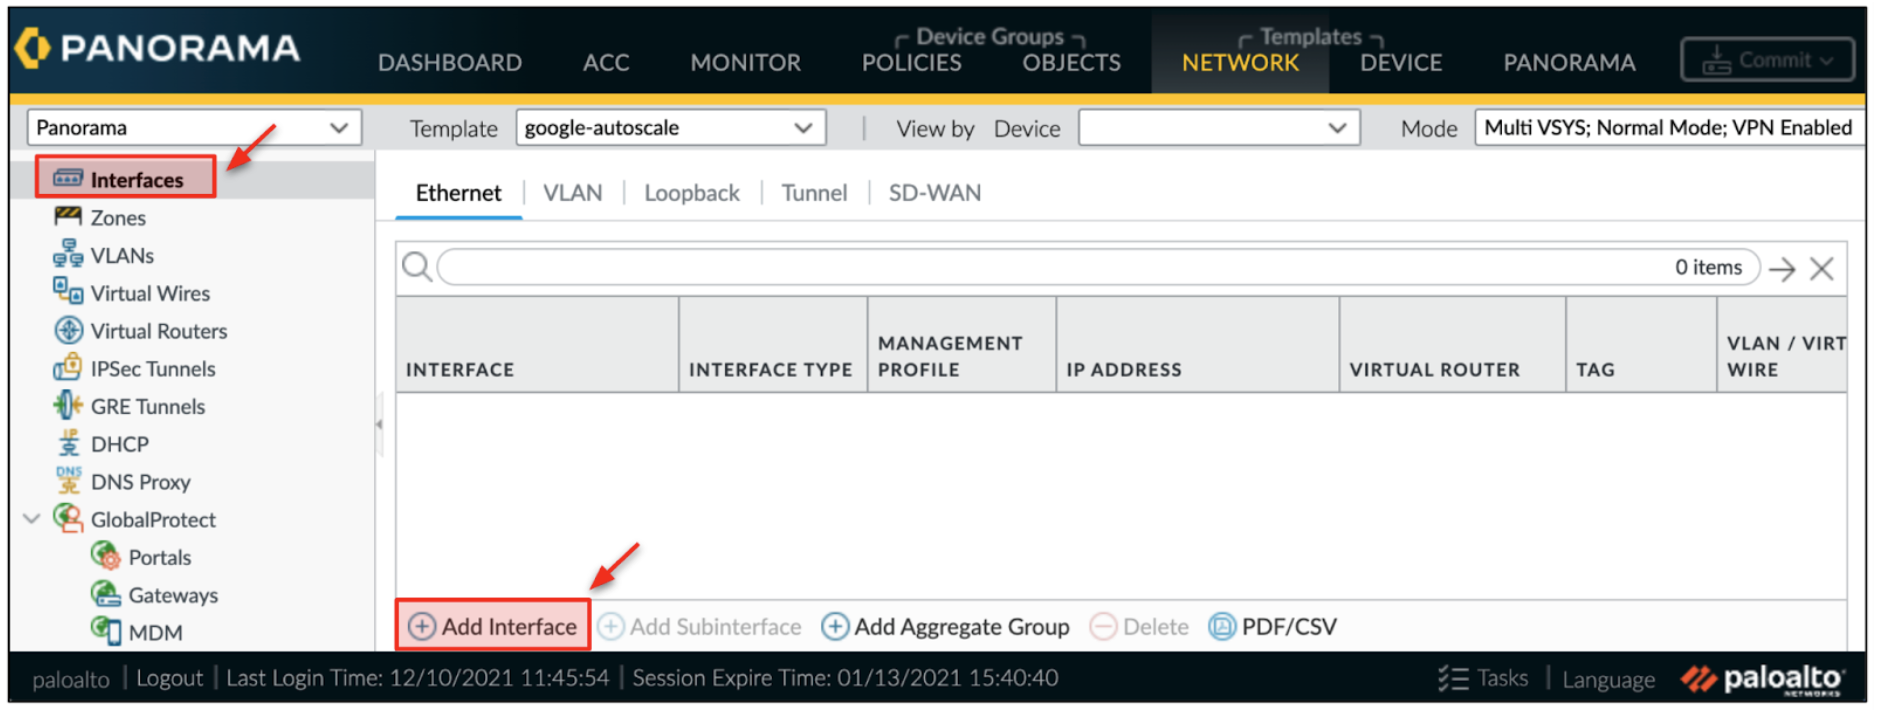 PANORAMA
Device Groups
Templates
DASHBOARD ACC MONITOR POLICIES OBJECTS NETWORK DEVICE PANORAMA Commit
Panorama Template google-autoscale View by Device Mode Multi VSYS; Normal Mode; VPN Enabled
Interfaces
Zones
VLANs
Virtual Wires
Virtual Routers
IPSec Tunnels
GRE Tunnels
DHCP
DNS Proxy
GlobalProtect
Portals
Gateways
MDM
Ethernet VLAN Loopback Tunnel SD-WAN
0 items
INTERFACE
INTERFACE TYPE
MANAGEMENT
PROFILE
IP ADDRESS
VIRTUAL ROUTER
TAG
VLAN / VIRT
WIRE
Add Interface Add Subinterface Add Aggregate Group Delete PDF/CSV
paloalto | Logout | Last Login Time: 12/10/2021 11:45:54 | Session Expire Time: 01/13/2021 15:40:40 Tasks | Language paloalto
NETWORKS